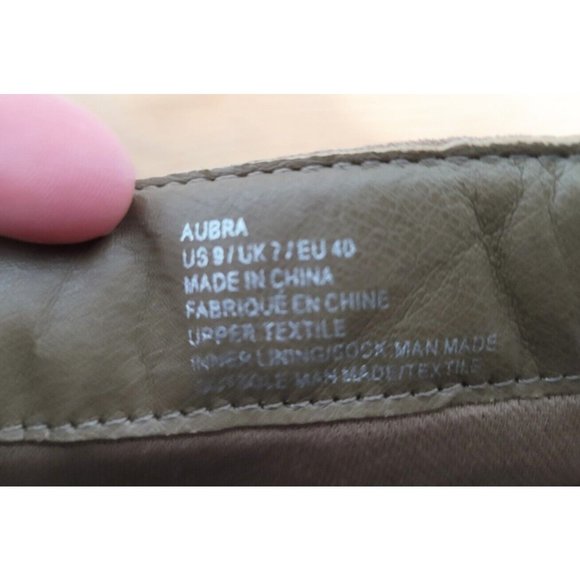 AUBRA
US 9 / UK 7 / EU 40
MADE IN CHINA
FABRIQUÉ EN CHINE
UPPER TEXTILE
INNER LINING/SOCK MAN MADE
OUTSOLE MAN MADE/TEXTILE